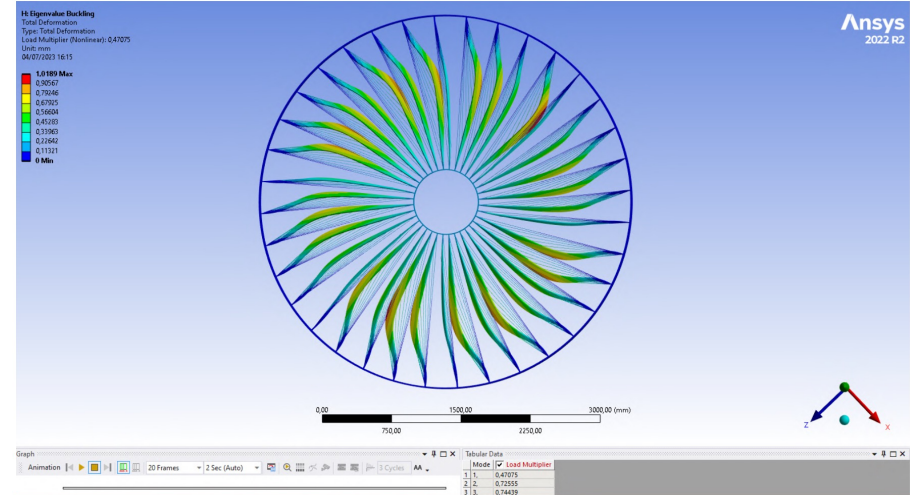 H: Eigenvalue Buckling
Total Deformation
Type: Total Deformation
Load Multiplier (Nonlinear): 0,47075
Unit: mm
04/07/2023 16:15
1,0189 Max
0,90567
0,79246
0,67925
0,56604
0,45283
0,33963
0,22642
0,11321
0 Min
Ansys
2022 R2
0,00 1500,00 3000,00 (mm)
750,00 2250,00
Z X
Graph
Animation 20 Frames 2 Sec (Auto) 3 Cycles AA
Tabular Data
Mode Load Multiplier
1 1, 0,47075
2 2, 0,72555
3 3, 0,74439